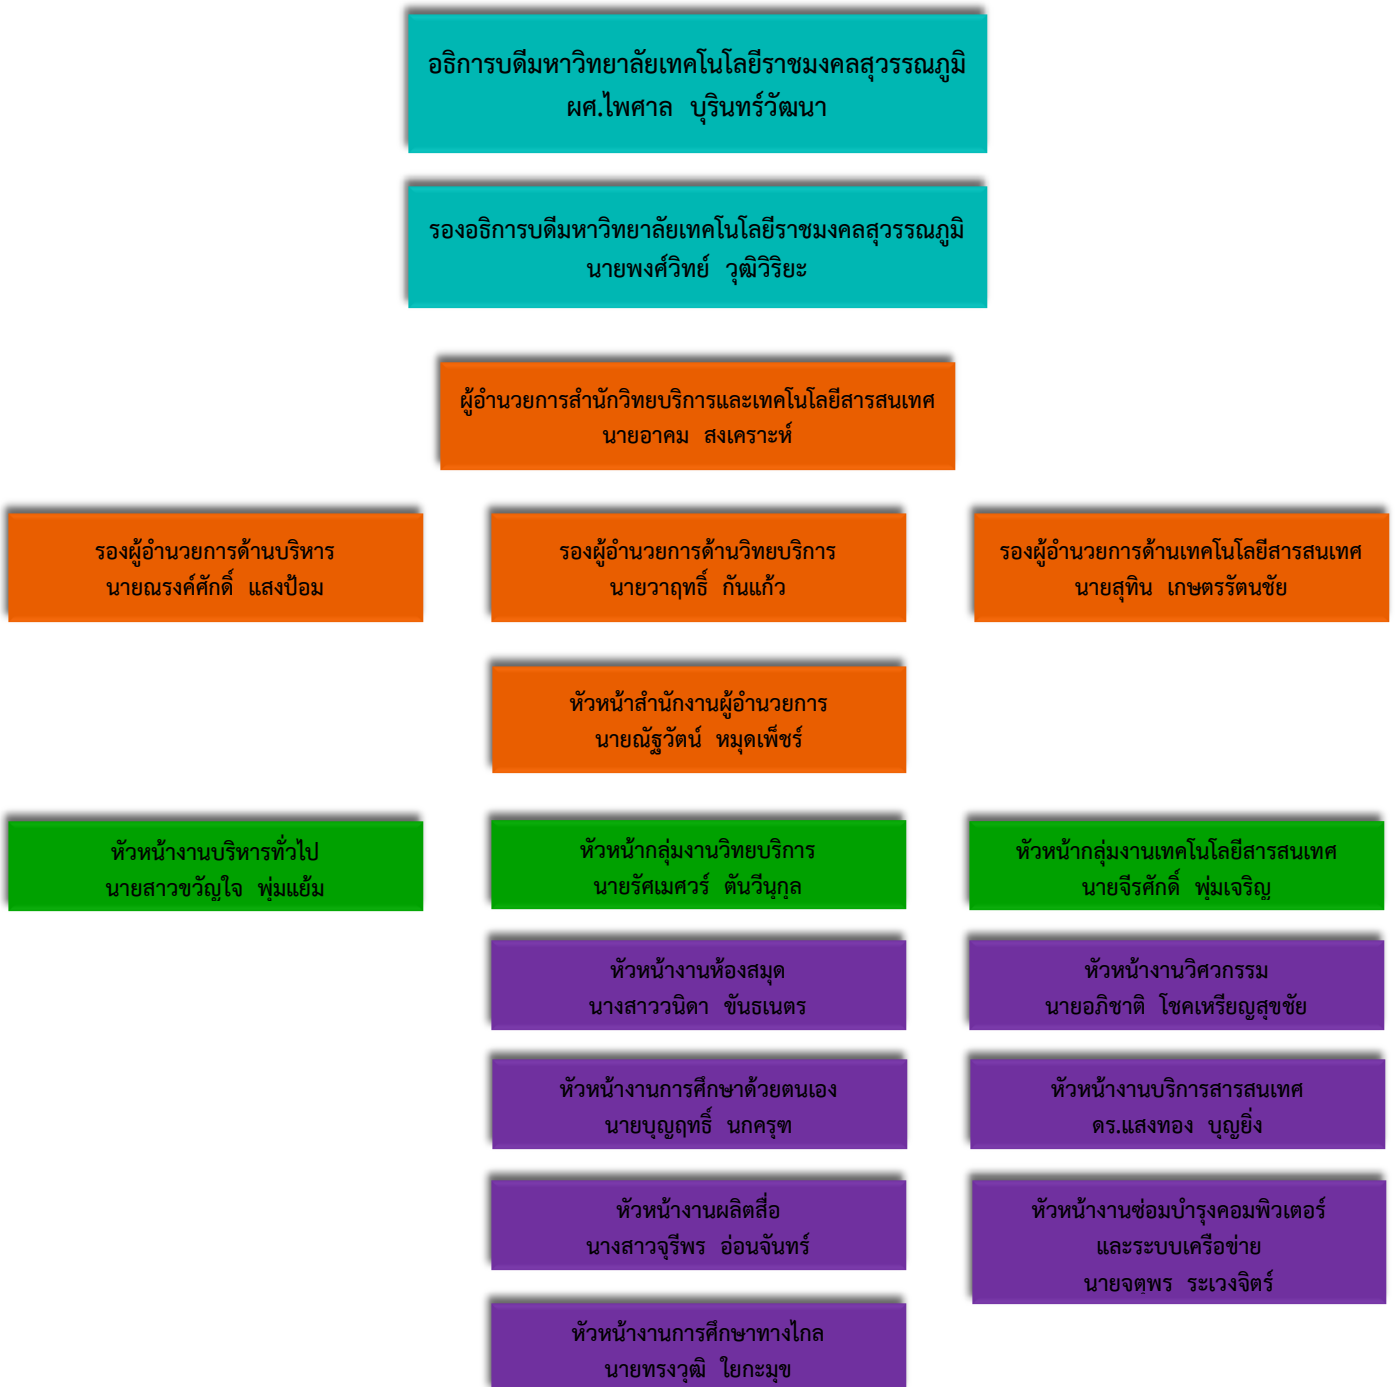 อธิการบดีมหาวิทยาลัยเทคโนโลยีราชมงคลสุวรรณภูมิ
ผศ.ไพศาล บุรินทร์วัฒนา
รองอธิการบดีมหาวิทยาลัยเทคโนโลยีราชมงคลสุวรรณภูมิ
นายพงศ์วิทย์ วุฒิวิริยะ
ผู้อำนวยการสำนักวิทยบริการและเทคโนโลยีสารสนเทศ
นายอาคม สงเคราะห์
รองผู้อำนวยการด้านบริหาร
นายณรงค์ศักดิ์ แสงป้อม
รองผู้อำนวยการด้านวิทยบริการ
นายวาฤทธิ์ กันแก้ว
รองผู้อำนวยการด้านเทคโนโลยีสารสนเทศ
นายสุทิน เกษตรรัตนชัย
หัวหน้าสำนักงานผู้อำนวยการ
นายณัฐวัตน์ หมุดเพ็ชร์
หัวหน้างานบริหารทั่วไป
นายสาวขวัญใจ พุ่มแย้ม
หัวหน้ากลุ่มงานวิทยบริการ
นายรัศเมศวร์ ตันวีนุกูล
หัวหน้ากลุ่มงานเทคโนโลยีสารสนเทศ
นายจีรศักดิ์ พุ่มเจริญ
หัวหน้างานห้องสมุด
นางสาววนิดา ขันธเนตร
หัวหน้างานวิศวกรรม
นายอภิชาติ โชคเหรียญสุขชัย
หัวหน้างานการศึกษาด้วยตนเอง
นายบุญฤทธิ์ นกครุฑ
หัวหน้างานบริการสารสนเทศ
ดร.แสงทอง บุญยิ่ง
หัวหน้างานผลิตสื่อ
นางสาวจุรีพร อ่อนจันทร์
หัวหน้างานซ่อมบำรุงคอมพิวเตอร์
และระบบเครือข่าย
นายจตุพร ระเวงจิตร์
หัวหน้างานการศึกษาทางไกล
นายทรงวุฒิ ใยกะมุข